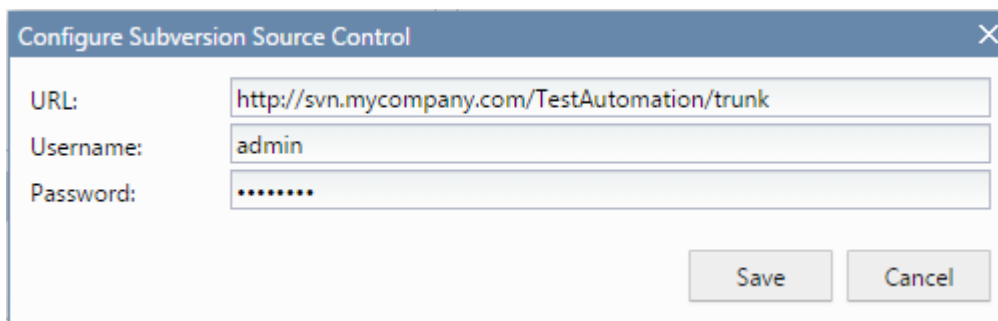 Configure Subversion Source Control
URL: http://svn.mycompany.com/TestAutomation/trunk
Username: admin
Password: ••••••••
Save Cancel